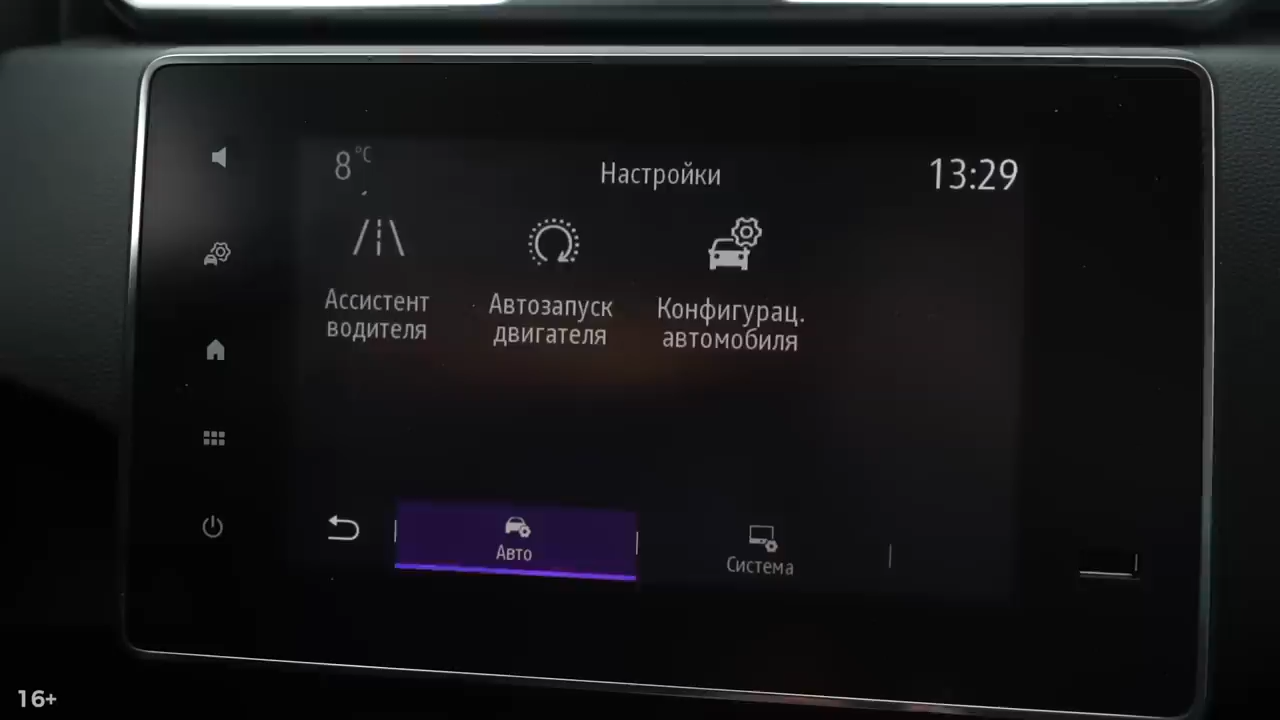 8°C
Настройки
13:29
Ассистент
водителя
Автозапуск
двигателя
Конфигурац.
автомобиля
Авто
Система
16+